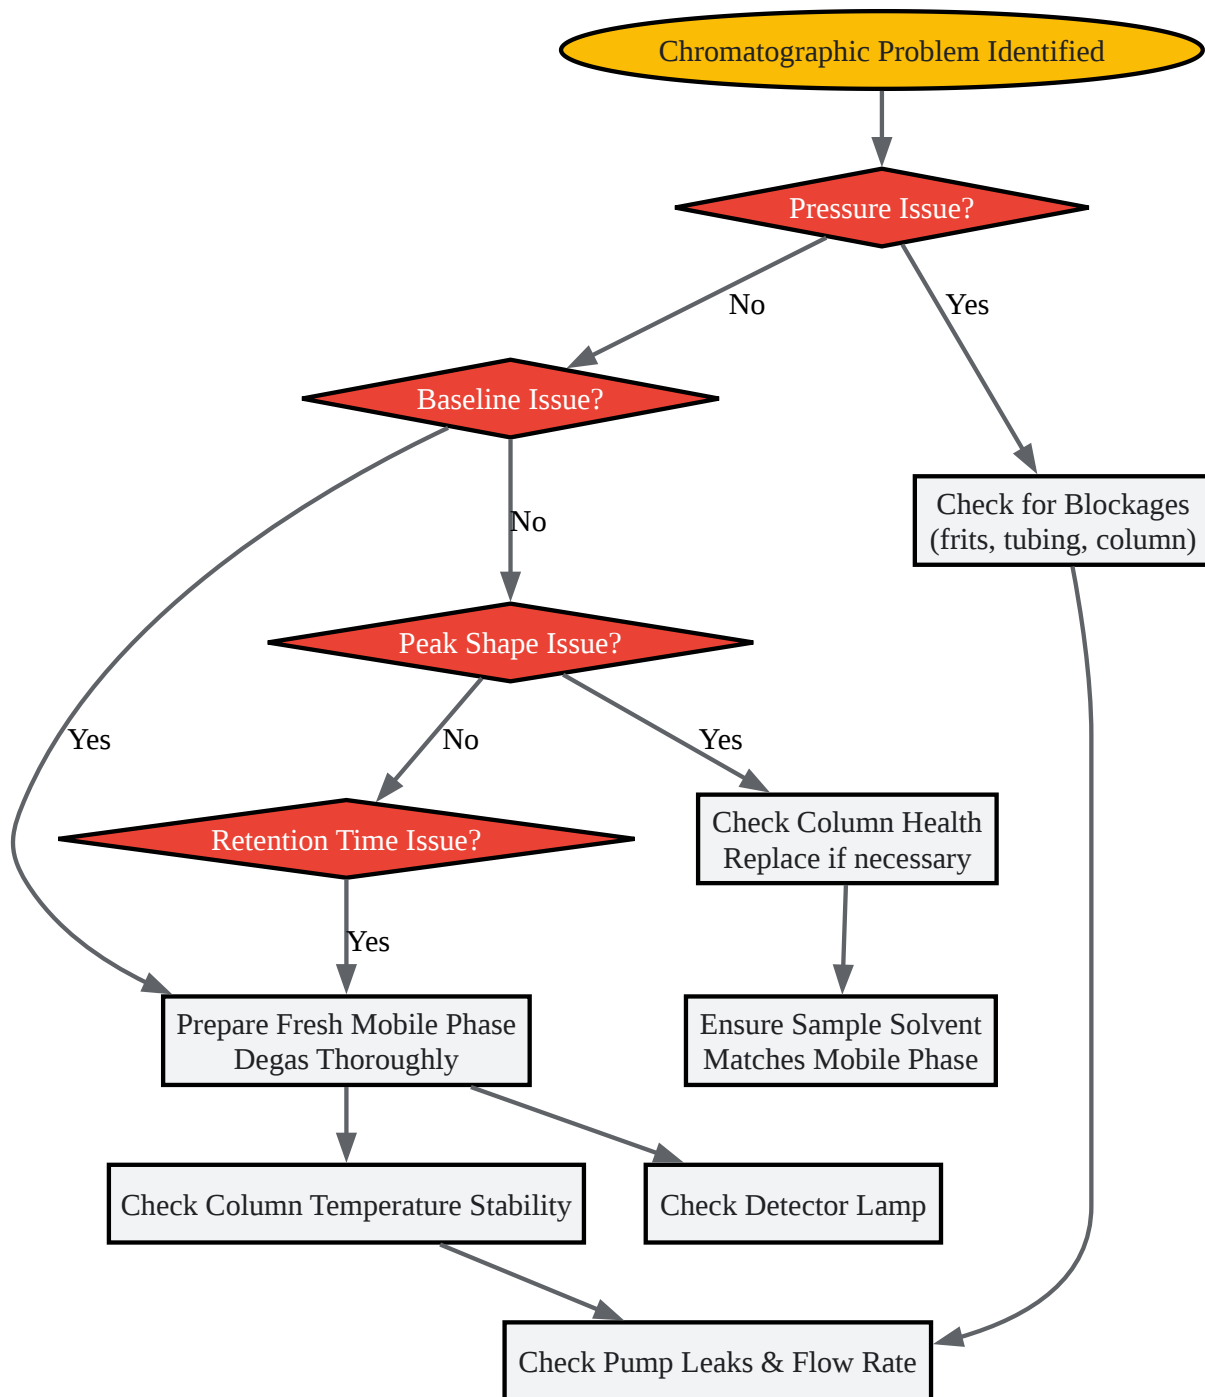 Chromatographic Problem Identified
Pressure Issue?
No
Yes
Baseline Issue?
Check for Blockages
(frits, tubing, column)
No
Peak Shape Issue?
Yes
No
Yes
Check Column Health
Replace if necessary
Retention Time Issue?
Yes
Prepare Fresh Mobile Phase
Degas Thoroughly
Ensure Sample Solvent
Matches Mobile Phase
Check Column Temperature Stability
Check Detector Lamp
Check Pump Leaks & Flow Rate